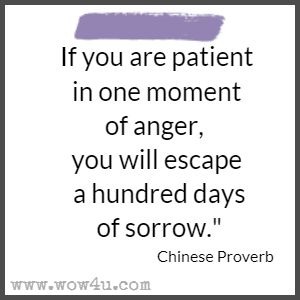 If you are patient
in one moment
of anger,
you will escape
a hundred days
of sorrow."
Chinese Proverb
www.wow4u.com